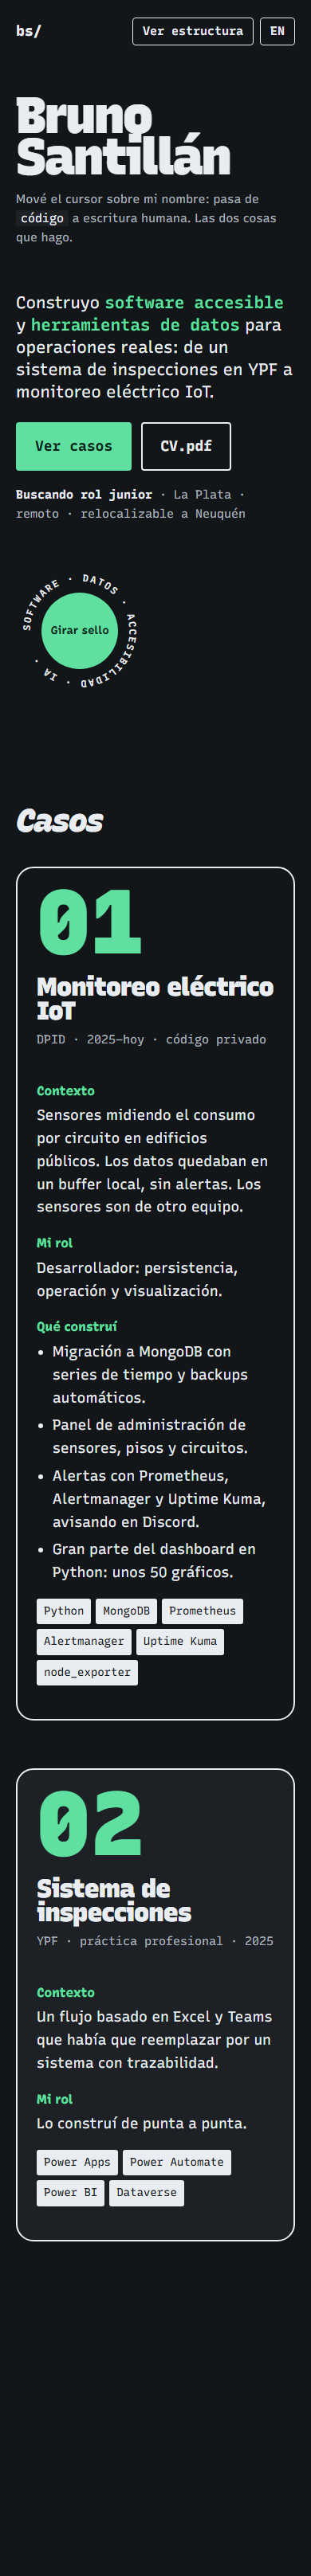 bs/
Ver estructura
EN
Bruno
Santillán
Mové el cursor sobre mi nombre: pasa de
código a escritura humana. Las dos cosas
que hago.
Construyo software accesible
y herramientas de datos para
operaciones reales: de un
sistema de inspecciones en YPF a
monitoreo eléctrico IoT.
Ver casos
CV.pdf
Buscando rol junior · La Plata ·
remoto · relocalizable a Neuquén
SOFTWARE · DATOS · ACCESIBILIDAD · IA ·
Girar sello
Casos
01
Monitoreo eléctrico
IoT
DPID · 2025—hoy · código privado
Contexto
Sensores midiendo el consumo
por circuito en edificios
públicos. Los datos quedaban en
un buffer local, sin alertas. Los
sensores son de otro equipo.
Mi rol
Desarrollador: persistencia,
operación y visualización.
Qué construí
• Migración a MongoDB con
series de tiempo y backups
automáticos.
• Panel de administración de
sensores, pisos y circuitos.
• Alertas con Prometheus,
Alertmanager y Uptime Kuma,
avisando en Discord.
• Gran parte del dashboard en
Python: unos 50 gráficos.
Python
MongoDB
Prometheus
Alertmanager
Uptime Kuma
node_exporter
02
Sistema de
inspecciones
YPF · práctica profesional · 2025
Contexto
Un flujo basado en Excel y Teams
que había que reemplazar por un
sistema con trazabilidad.
Mi rol
Lo construí de punta a punta.
Power Apps
Power Automate
Power BI
Dataverse